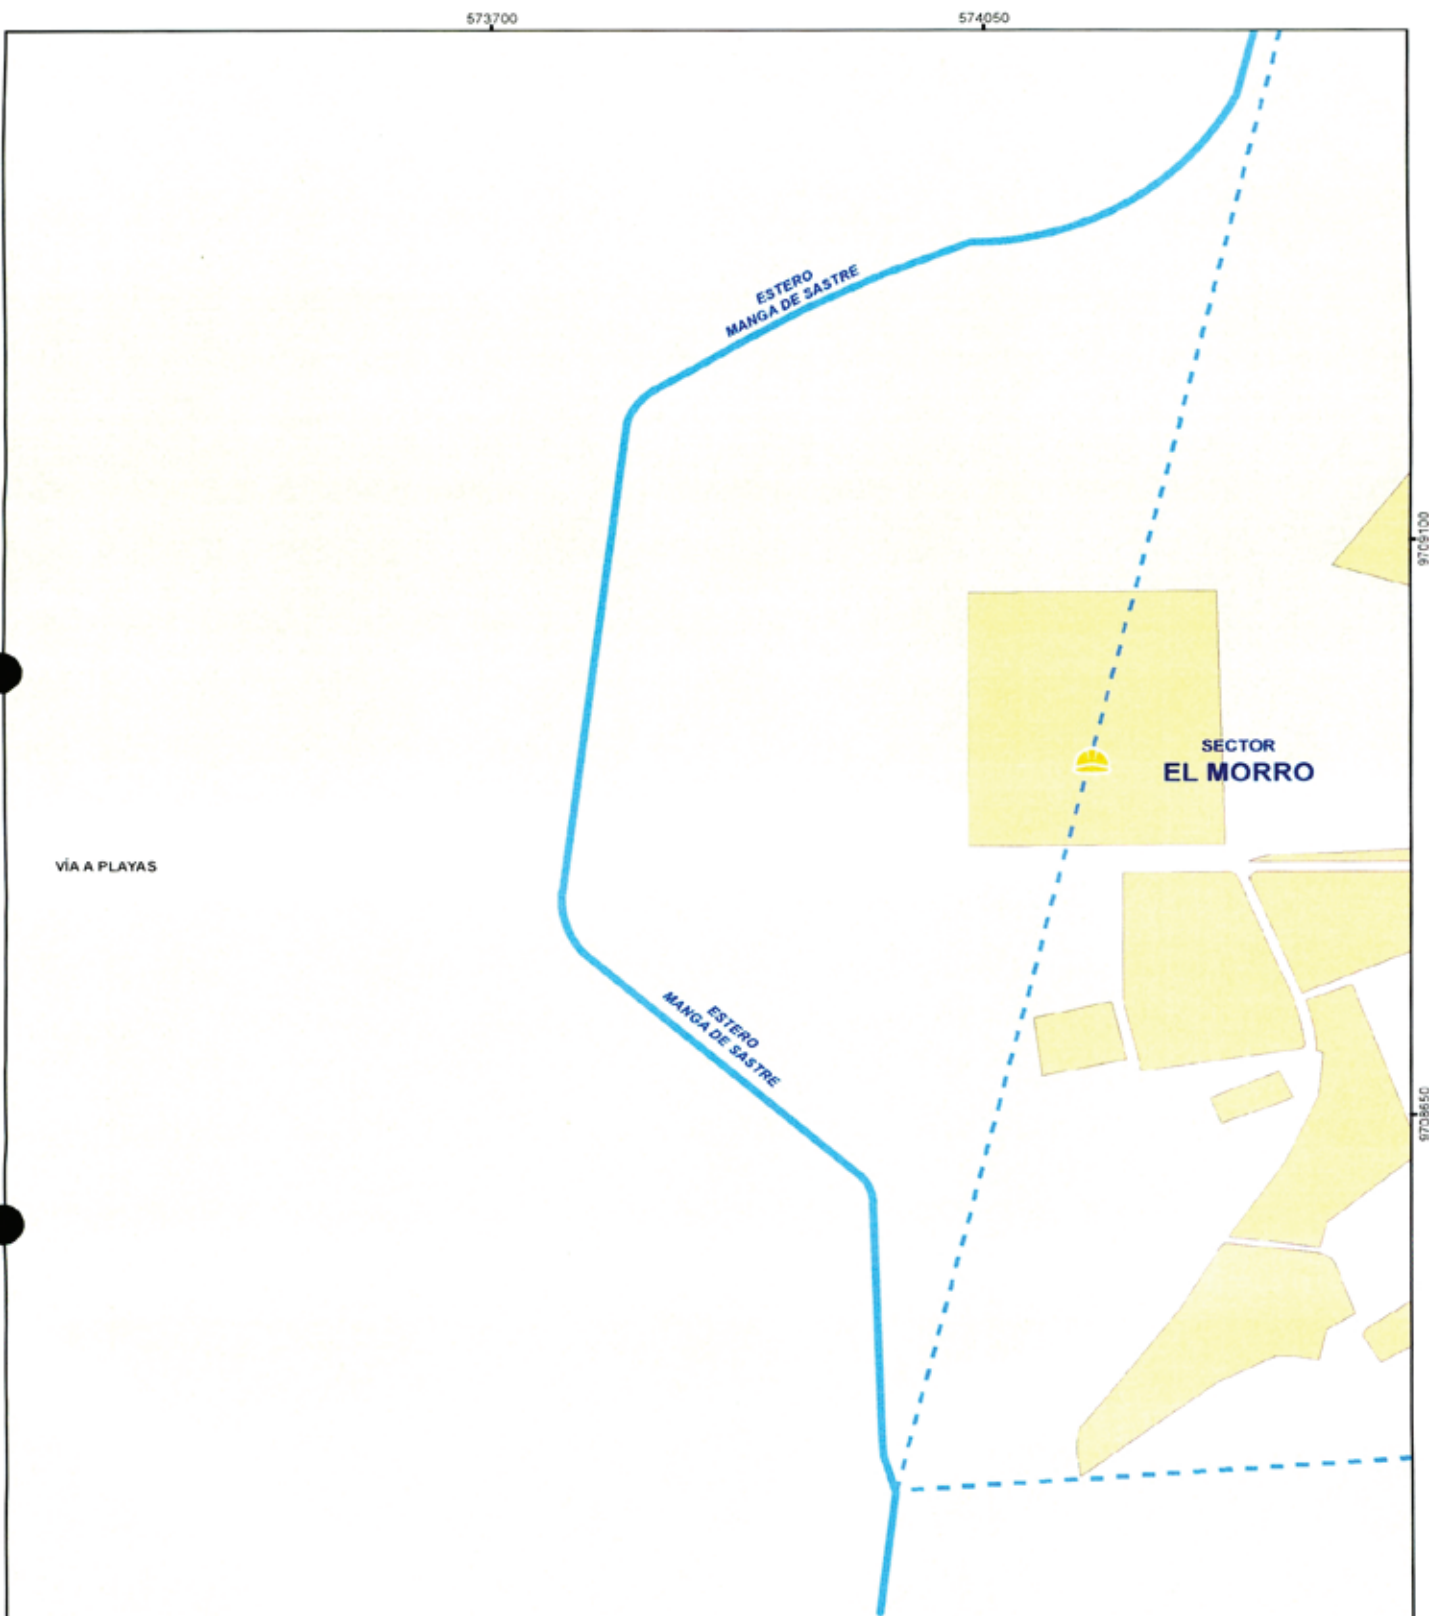 573700
574050
ESTERO
MANGA DE SASTRE
9709100
SECTOR
EL MORRO
VÍA A PLAYAS
ESTERO
MANGA DE SASTRE
9708650